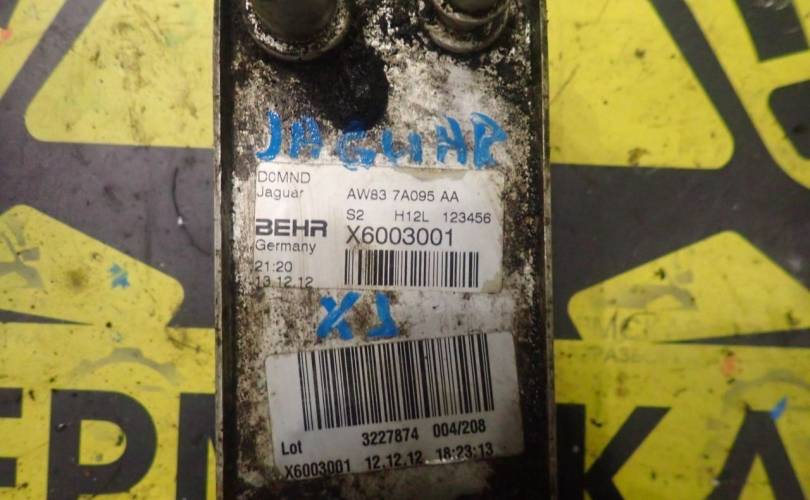 JAGUAR
DCMND
Jaguar AW83 7A095 AA
S2 H12L 123456
BEHR X6003001
Germany
21:20
13.12.12
XJ
Lot 3227874 004/208
X6003001 12.12.12 18:23:13